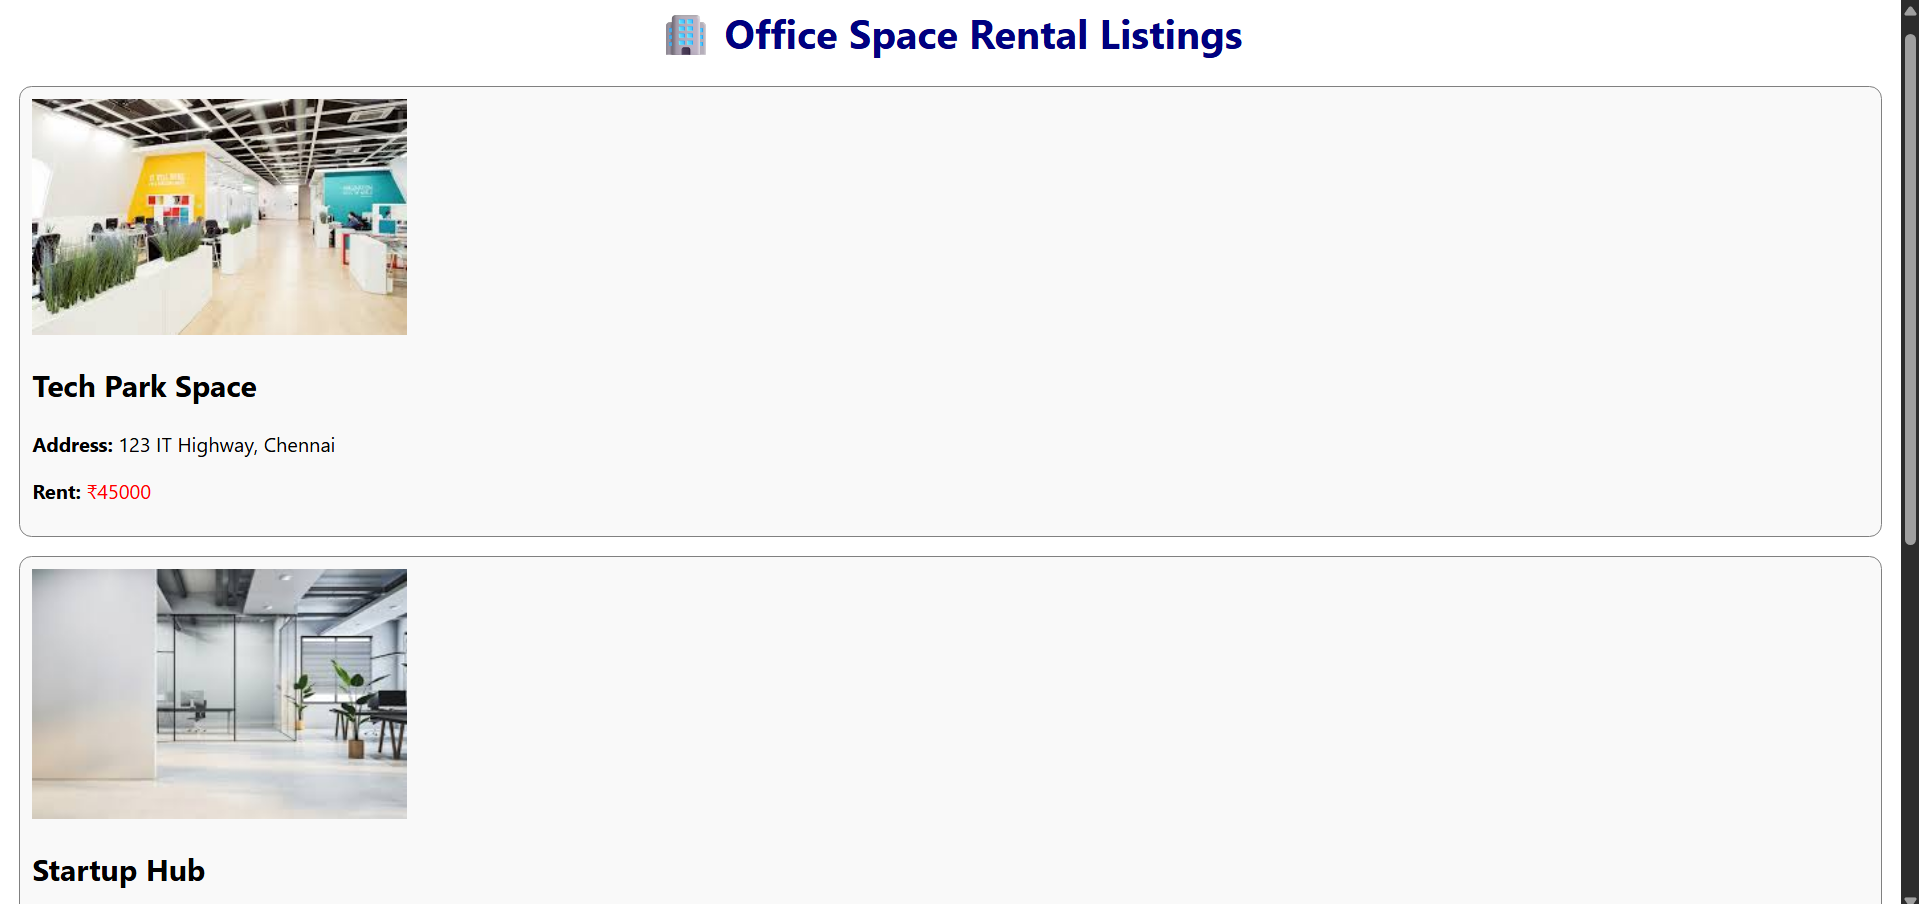 🏢 Office Space Rental Listings
Tech Park Space
Address: 123 IT Highway, Chennai
Rent: ₹45000
Startup Hub